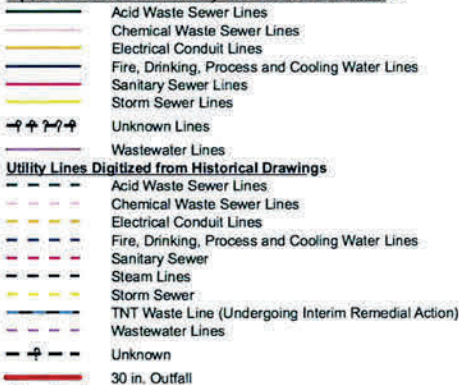 Acid Waste Sewer Lines
Chemical Waste Sewer Lines
Electrical Conduit Lines
Fire, Drinking, Process and Cooling Water Lines
Sanitary Sewer Lines
Storm Sewer Lines
Unknown Lines
Wastewater Lines
Utility Lines Digitized from Historical Drawings
Acid Waste Sewer Lines
Chemical Waste Sewer Lines
Electrical Conduit Lines
Fire, Drinking, Process and Cooling Water Lines
Sanitary Sewer
Steam Lines
Storm Sewer
TNT Waste Line (Undergoing Interim Remedial Action)
Wastewater Lines
Unknown
30 in. Outfall